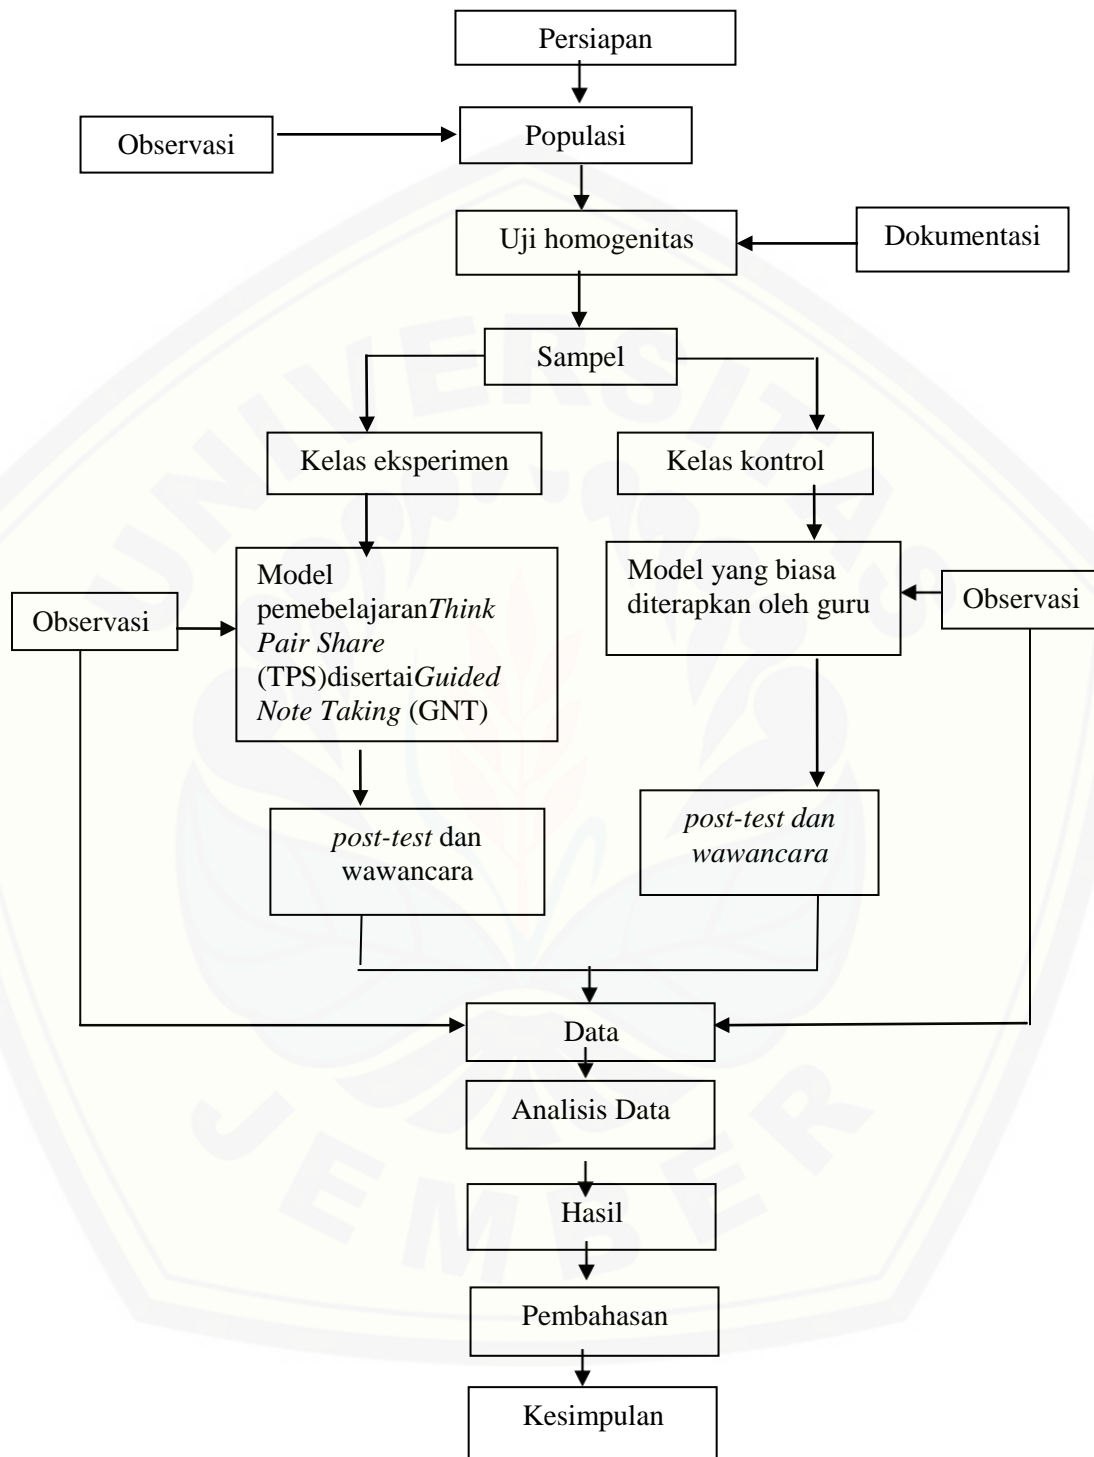 Persiapan
Observasi
Populasi
Uji homogenitas
Dokumentasi
Sampel
Kelas eksperimen
Kelas kontrol
Observasi
Model
pemebelajaranThink
Pair Share
(TPS)disertaiGuided
Note Taking (GNT)
Model yang biasa
diterapkan oleh guru
Observasi
post-test dan
wawancara
post-test dan
wawancara
Data
Analisis Data
Hasil
Pembahasan
Kesimpulan
UNIVERSITAS
JEMBER